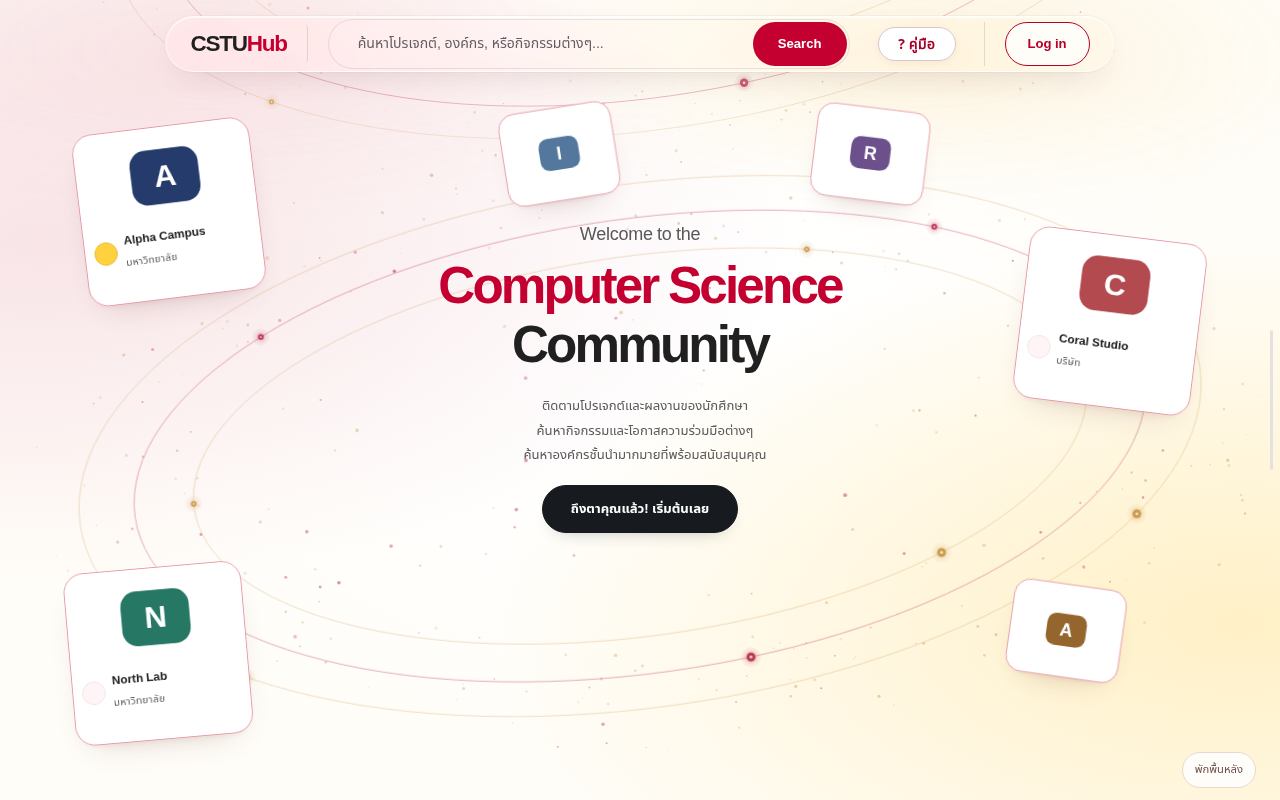 CSTUHub
ค้นหาโปรเจกต์, องค์กร, หรือกิจกรรมต่างๆ...
Search
? คู่มือ
Log in
A
Alpha Campus
มหาวิทยาลัย
I
R
C
Coral Studio
บริษัท
Welcome to the
Computer Science
Community
ติดตามโปรเจกต์และผลงานของนักศึกษา
ค้นหากิจกรรมและโอกาสความร่วมมือต่างๆ
ค้นหาองค์กรชั้นนำมากมายที่พร้อมสนับสนุนคุณ
ถึงตาคุณแล้ว! เริ่มต้นเลย
N
North Lab
มหาวิทยาลัย
A
พักพื้นหลัง